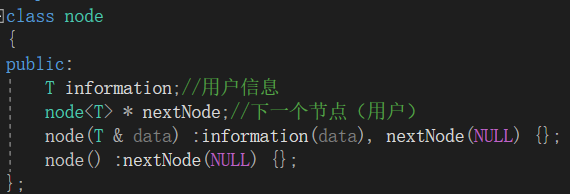 class node
{
public:
T information;//用户信息
node<T> * nextNode;//下一个节点（用户）
node(T & data) :information(data), nextNode(NULL) {};
node() :nextNode(NULL) {};
};